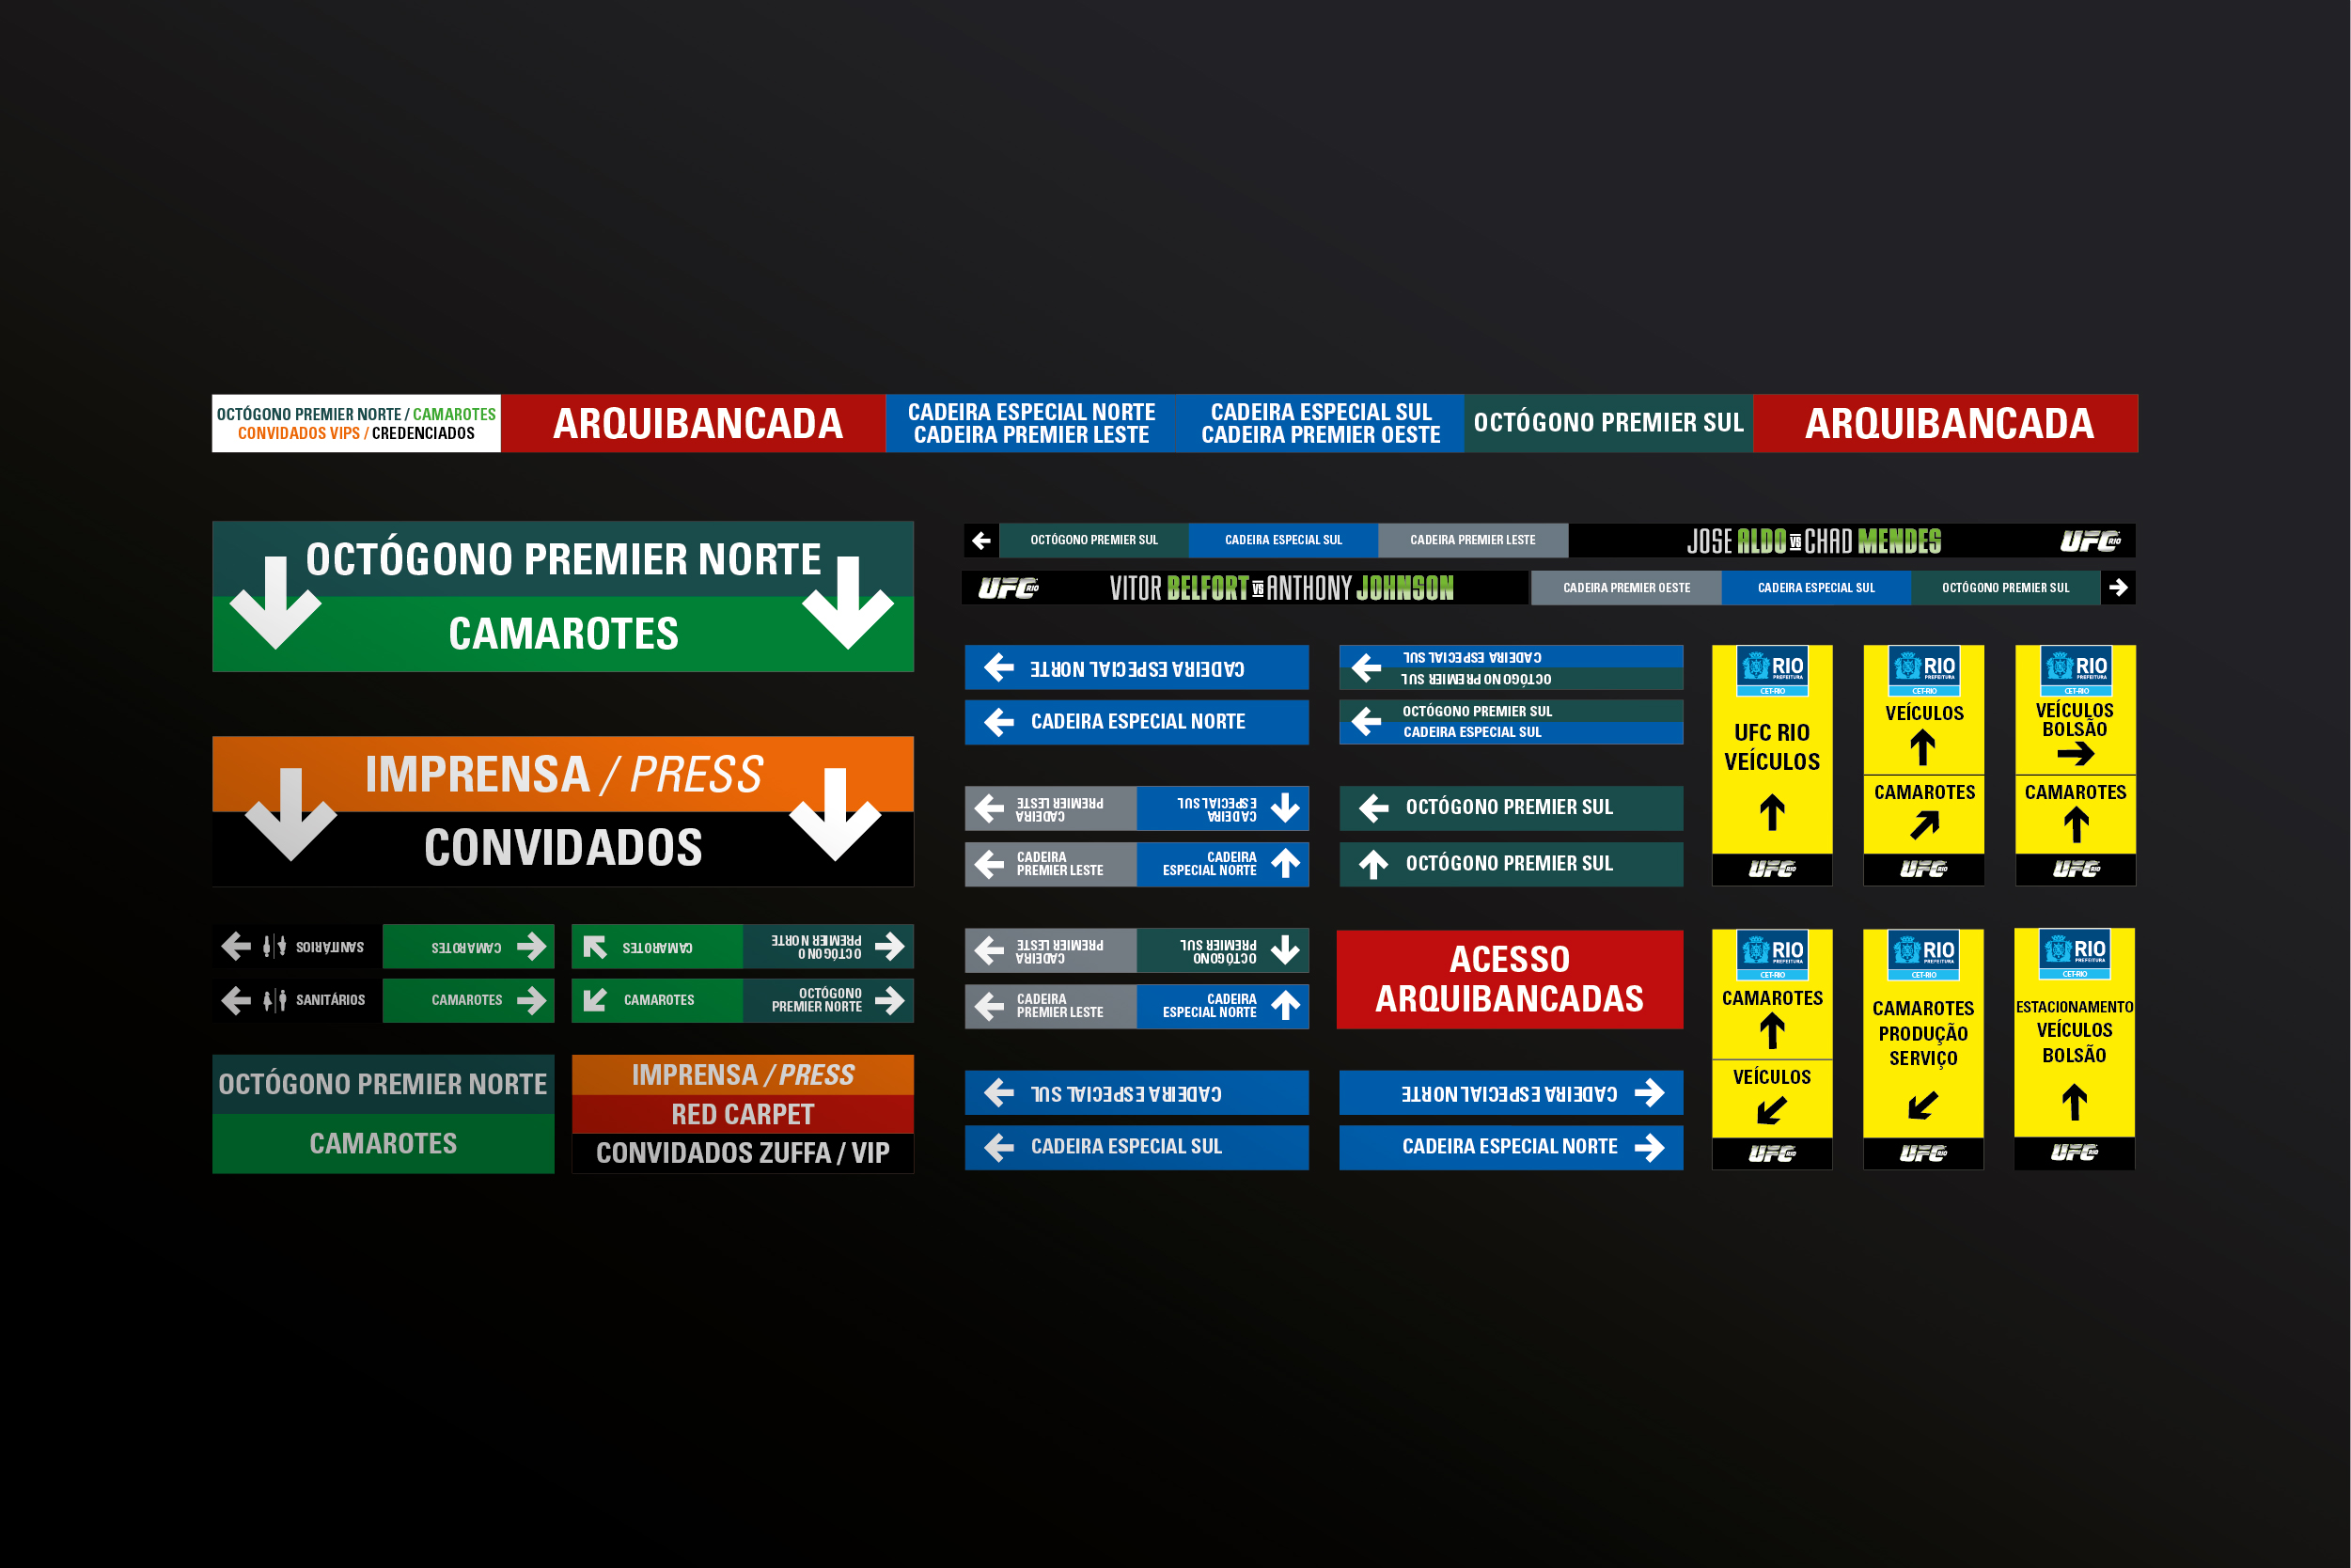 OCTÓGONO PREMIER NORTE / CAMAROTES
CONVIDADOS VIPS / CREDENCIADOS
ARQUIBANCADA
CADEIRA ESPECIAL NORTE
CADEIRA PREMIER LESTE
CADEIRA ESPECIAL SUL
CADEIRA PREMIER OESTE
OCTÓGONO PREMIER SUL
ARQUIBANCADA
OCTÓGONO PREMIER NORTE
CAMAROTES
IMPRENSA / PRESS
CONVIDADOS
SANITÁRIOS
CAMAROTES
CAMAROTES
OCTÓGONO
PREMIER NORTE
SANITÁRIOS
CAMAROTES
CAMAROTES
OCTÓGONO
PREMIER NORTE
OCTÓGONO PREMIER NORTE
CAMAROTES
IMPRENSA / PRESS
RED CARPET
CONVIDADOS ZUFFA / VIP
OCTÓGONO PREMIER SUL
CADEIRA ESPECIAL SUL
CADEIRA PREMIER LESTE
JOSE ALDO VS CHAD MENDES
UFC RIO
UFC RIO
VITOR BELFORT VS ANTHONY JOHNSON
CADEIRA PREMIER OESTE
CADEIRA ESPECIAL SUL
OCTÓGONO PREMIER SUL
CADEIRA ESPECIAL NORTE
CADEIRA ESPECIAL NORTE
CADEIRA ESPECIAL SUL
OCTÓGONO PREMIER SUL
OCTÓGONO PREMIER SUL
CADEIRA ESPECIAL SUL
CADEIRA
PREMIER LESTE
CADEIRA
ESPECIAL SUL
CADEIRA
PREMIER LESTE
CADEIRA
ESPECIAL NORTE
OCTÓGONO PREMIER SUL
OCTÓGONO PREMIER SUL
CADEIRA
PREMIER LESTE
OCTÓGONO
PREMIER SUL
CADEIRA
PREMIER LESTE
CADEIRA
ESPECIAL NORTE
ACESSO
ARQUIBANCADAS
CADEIRA ESPECIAL SUL
CADEIRA ESPECIAL SUL
CADEIRA ESPECIAL NORTE
CADEIRA ESPECIAL NORTE
RIO
PREFEITURA
CET-RIO
UFC RIO
VEÍCULOS
UFC RIO
RIO
PREFEITURA
CET-RIO
VEÍCULOS
CAMAROTES
UFC RIO
RIO
PREFEITURA
CET-RIO
VEÍCULOS
BOLSÃO
CAMAROTES
UFC RIO
RIO
PREFEITURA
CET-RIO
CAMAROTES
VEÍCULOS
UFC RIO
RIO
PREFEITURA
CET-RIO
CAMAROTES
PRODUÇÃO
SERVIÇO
UFC RIO
RIO
PREFEITURA
CET-RIO
ESTACIONAMENTO
VEÍCULOS
BOLSÃO
UFC RIO